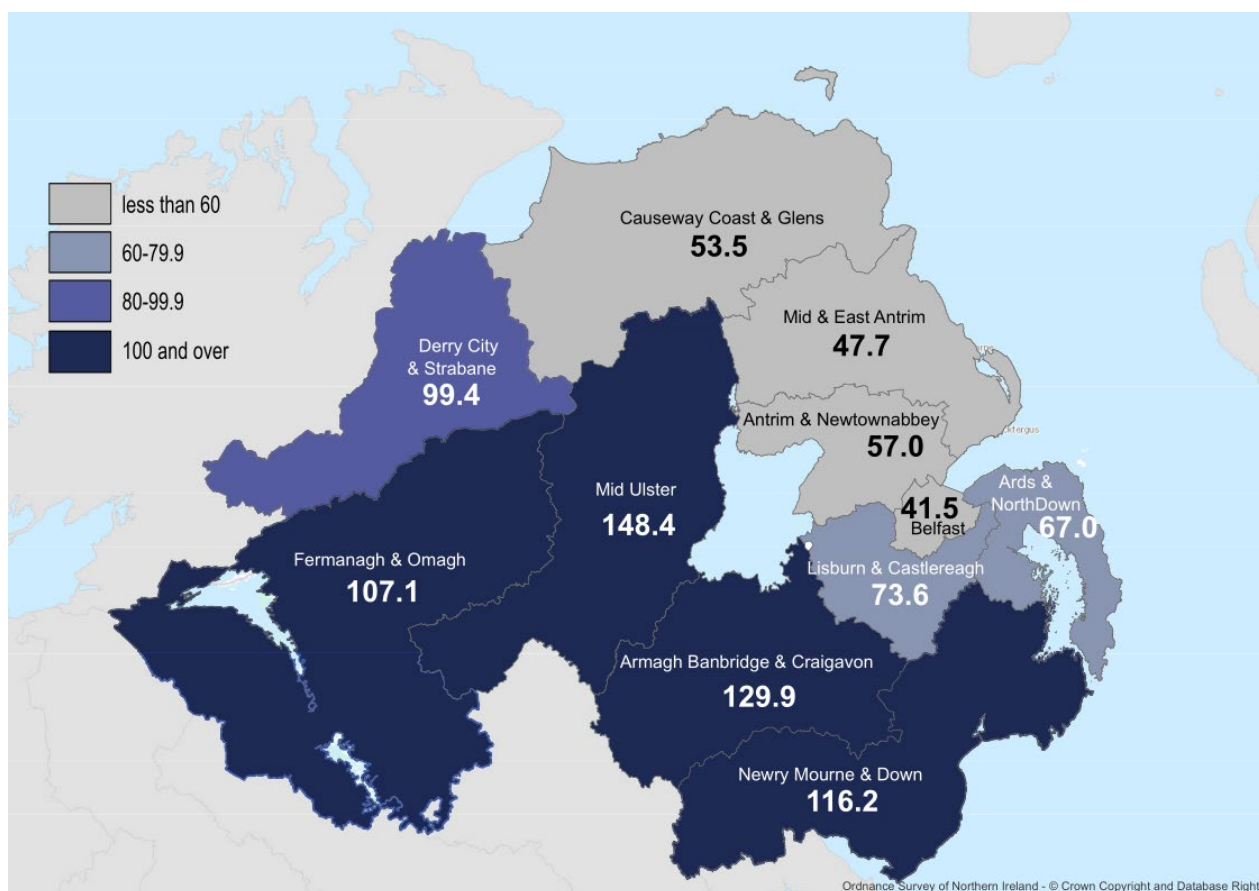 less than 60
60-79.9
80-99.9
100 and over
Causeway Coast & Glens
53.5
Mid & East Antrim
47.7
Derry City
& Strabane
99.4
Antrim & Newtownabbey
57.0
Mid Ulster
148.4
41.5
Belfast
Ards &
NorthDown
67.0
Fermanagh & Omagh
107.1
Lisburn & Castlereagh
73.6
Armagh Banbridge & Craigavon
129.9
Newry Mourne & Down
116.2
Ordnance Survey of Northern Ireland - © Crown Copyright and Database Right